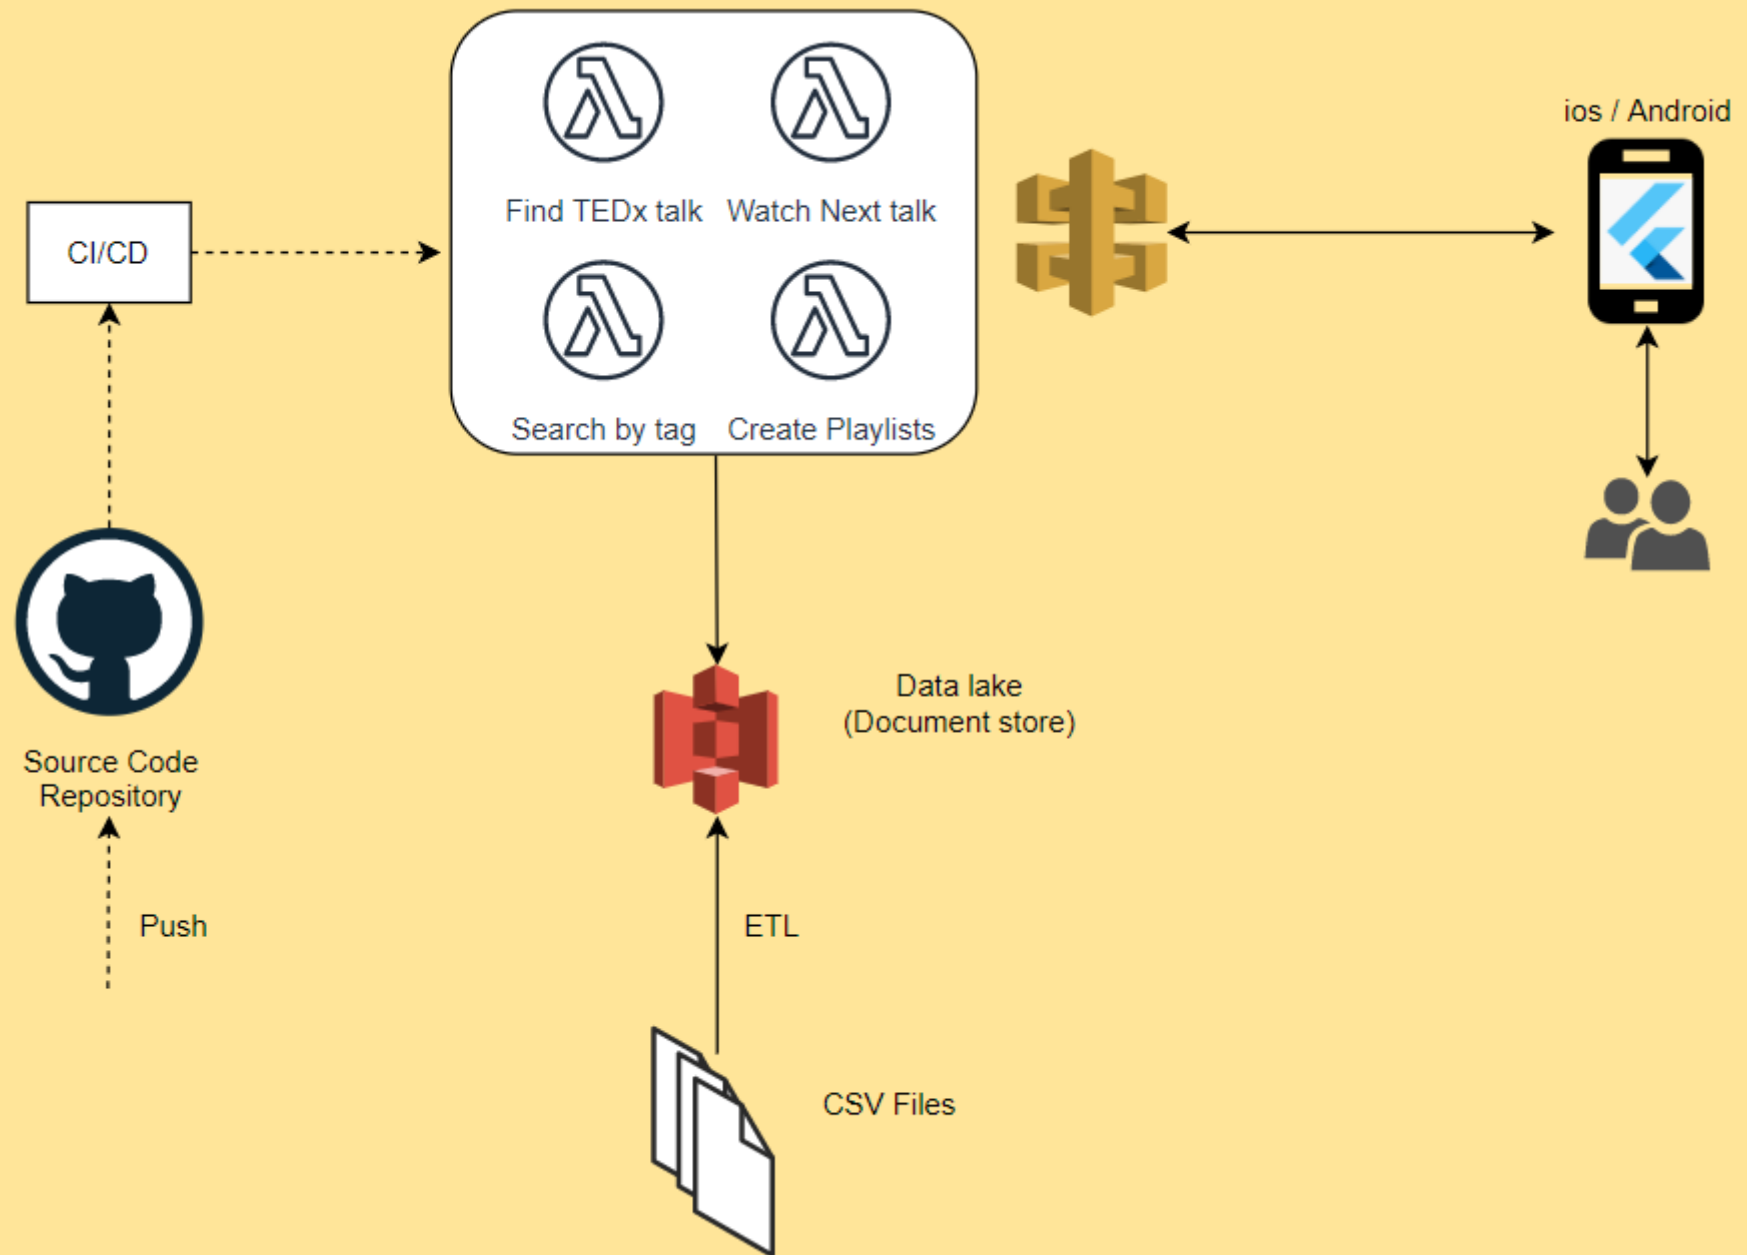 ios / Android
Find TEDx talk
Watch Next talk
CI/CD
Search by tag
Create Playlists
Data lake
(Document store)
Source Code
Repository
Push
ETL
CSV Files